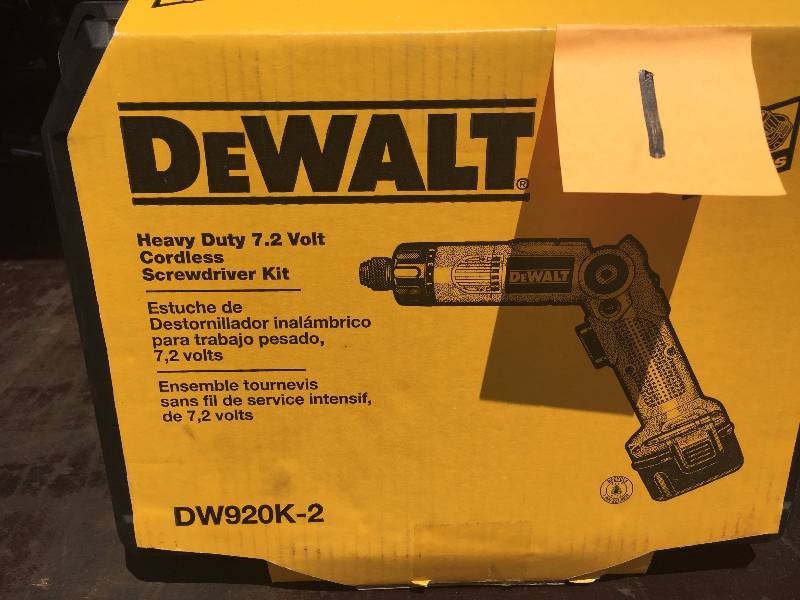 1
DEWALT®
Heavy Duty 7.2 Volt
Cordless
Screwdriver Kit
DEWALT
Estuche de
Destornillador inalámbrico
para trabajo pesado,
7,2 volts
Ensemble tournevis
sans fil de service intensif,
de 7,2 volts
DW920K-2